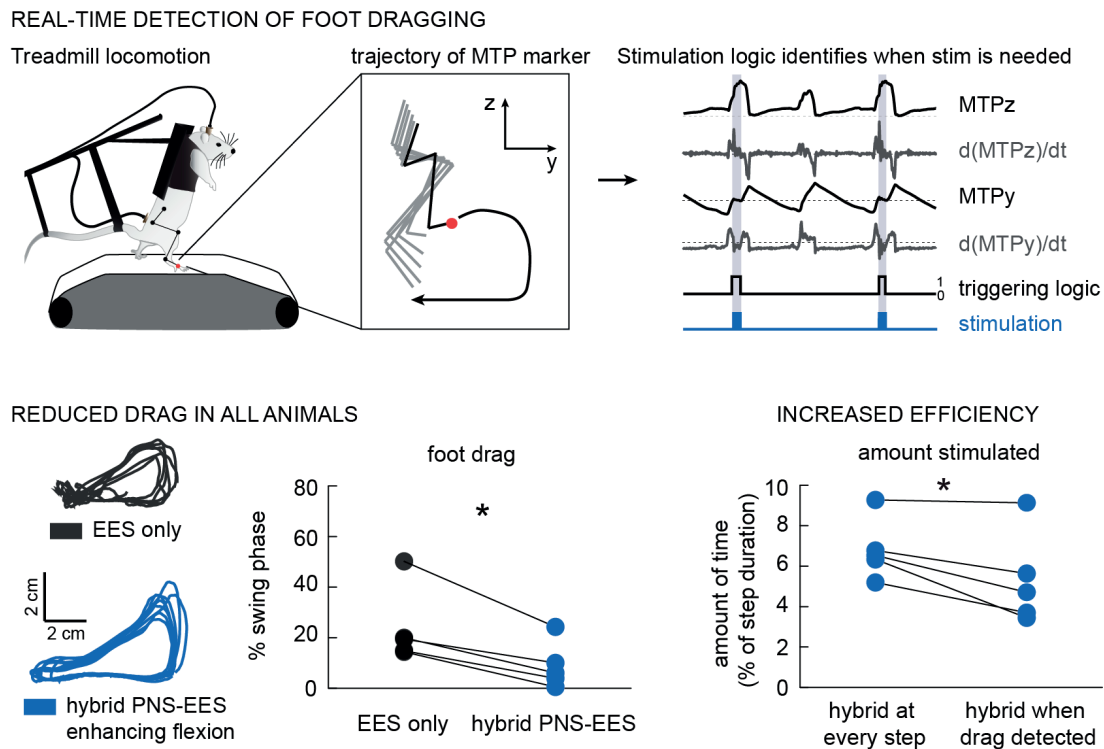 REAL-TIME DETECTION OF FOOT DRAGGING
Treadmill locomotion
trajectory of MTP marker
Stimulation logic identifies when stim is needed
z
y
MTPz
d(MTPz)/dt
MTPy
d(MTPy)/dt
1
0
triggering logic
stimulation
REDUCED DRAG IN ALL ANIMALS
EES only
2 cm
2 cm
hybrid PNS-EES
enhancing flexion
foot drag
*
% swing phase
80
60
40
20
0
EES only
hybrid PNS-EES
INCREASED EFFICIENCY
amount stimulated
*
amount of time
(% of step duration)
10
8
6
4
2
0
hybrid at
every step
hybrid when
drag detected